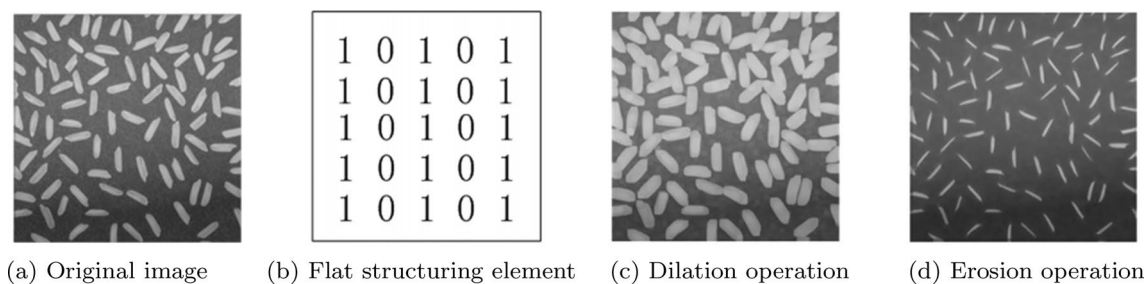 1 0 1 0 1
1 0 1 0 1
1 0 1 0 1
1 0 1 0 1
1 0 1 0 1
(a) Original image
(b) Flat structuring element
(c) Dilation operation
(d) Erosion operation